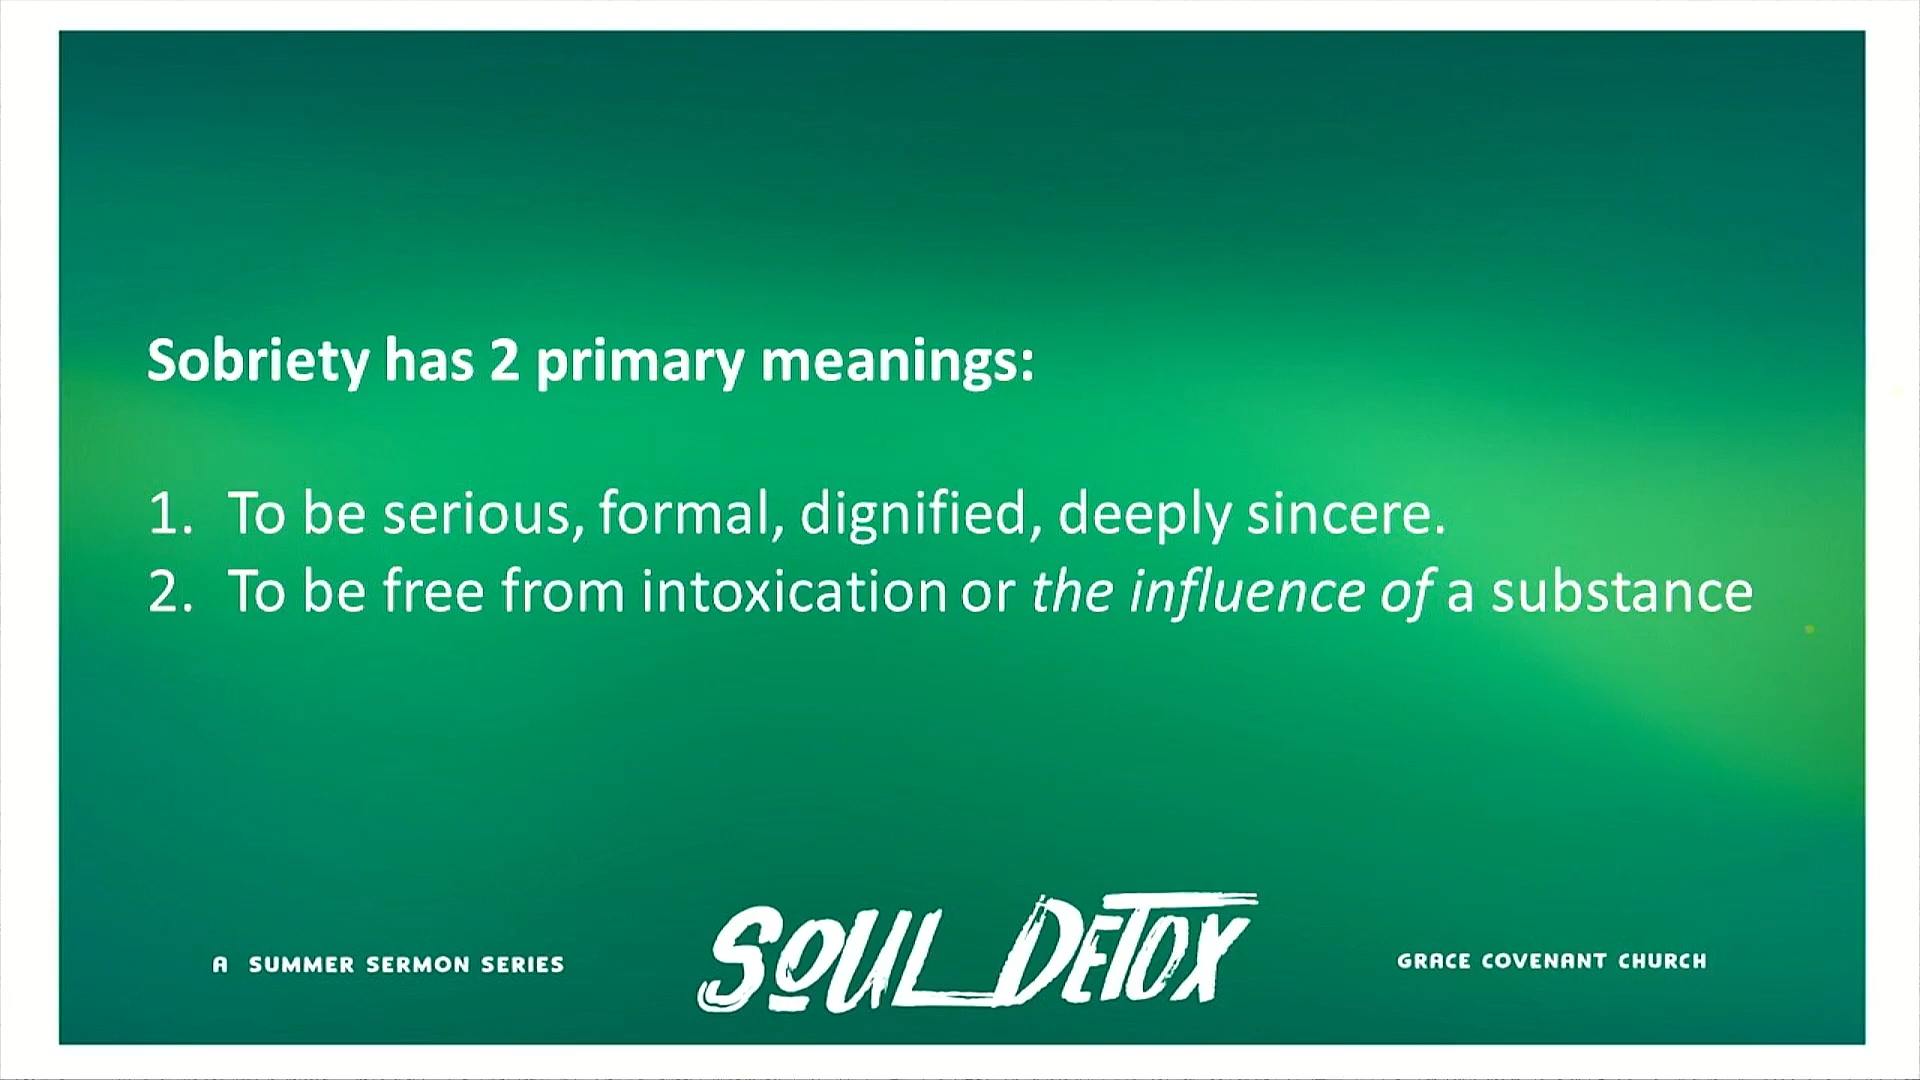 Sobriety has 2 primary meanings:
1. To be serious, formal, dignified, deeply sincere.
2. To be free from intoxication or the influence of a substance
A SUMMER SERMON SERIES
SOUL DETOX
GRACE COVENANT CHURCH